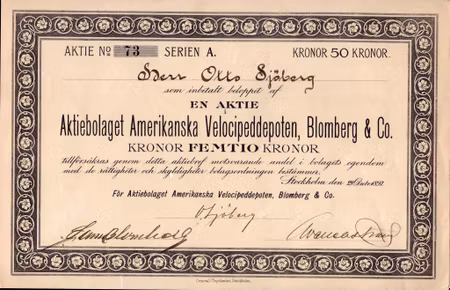 AKTIE No 73 SERIEN A. KRONOR 50 KRONOR.
Herr Otto Sjöberg
som inbetalt beloppet af
EN AKTIE
i
Aktiebolaget Amerikanska Velocipeddepoten, Blomberg & Co.
KRONOR FEMTIO KRONOR
tillförsäkras genom detta aktiebref motsvarande andel i bolagets egendom
med de rättigheter och skyldigheter bolagsordningen bestämmer.
Stockholm den
För Aktiebolaget Amerikanska Velocipeddepoten, Blomberg & Co.
O Sjöberg
Blomberg